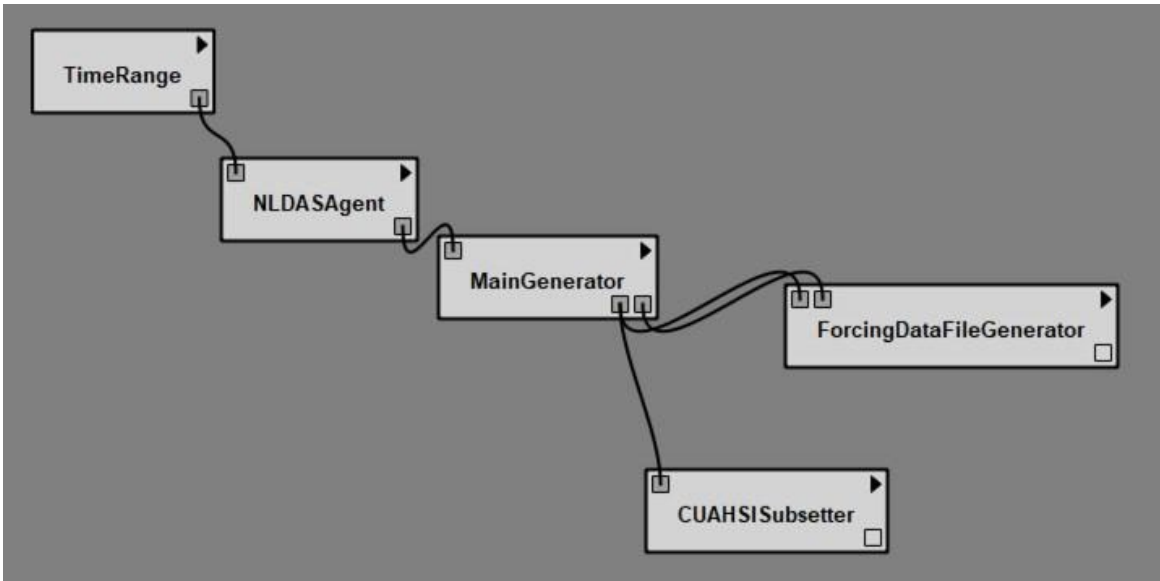 TimeRange
NLDASAgent
MainGenerator
ForcingDataFileGenerator
CUAHSISubsetter